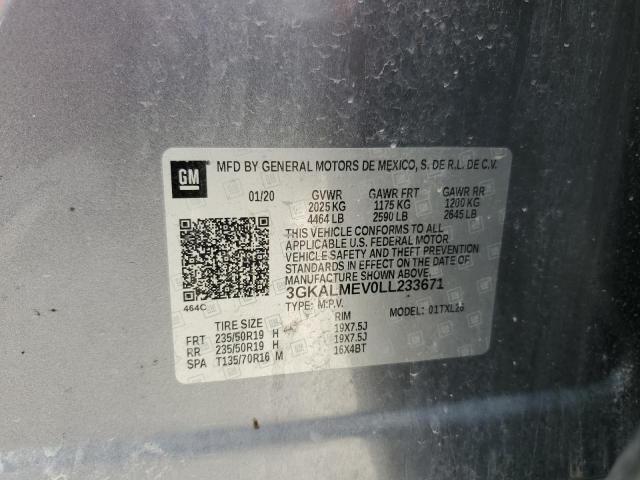 GM
MFD BY GENERAL MOTORS DE MEXICO, S. DE R.L. DE C.V.
01/20 GVWR GAWR FRT GAWR RR
2025 KG 1175 KG 1200 KG
4464 LB 2590 LB 2645 LB
THIS VEHICLE CONFORMS TO ALL
APPLICABLE U.S. FEDERAL MOTOR
VEHICLE SAFETY AND THEFT PREVENTION
STANDARDS IN EFFECT ON THE DATE OF
MANUFACTURE SHOWN ABOVE.
3GKALMEV0LL233671
464C
TYPE: M.P.V. MODEL: 01TXL26
TIRE SIZE RIM
FRT 235/50R19 H 19X7.5J
RR 235/50R19 H 19X7.5J
SPA T135/70R16 M 16X4BT